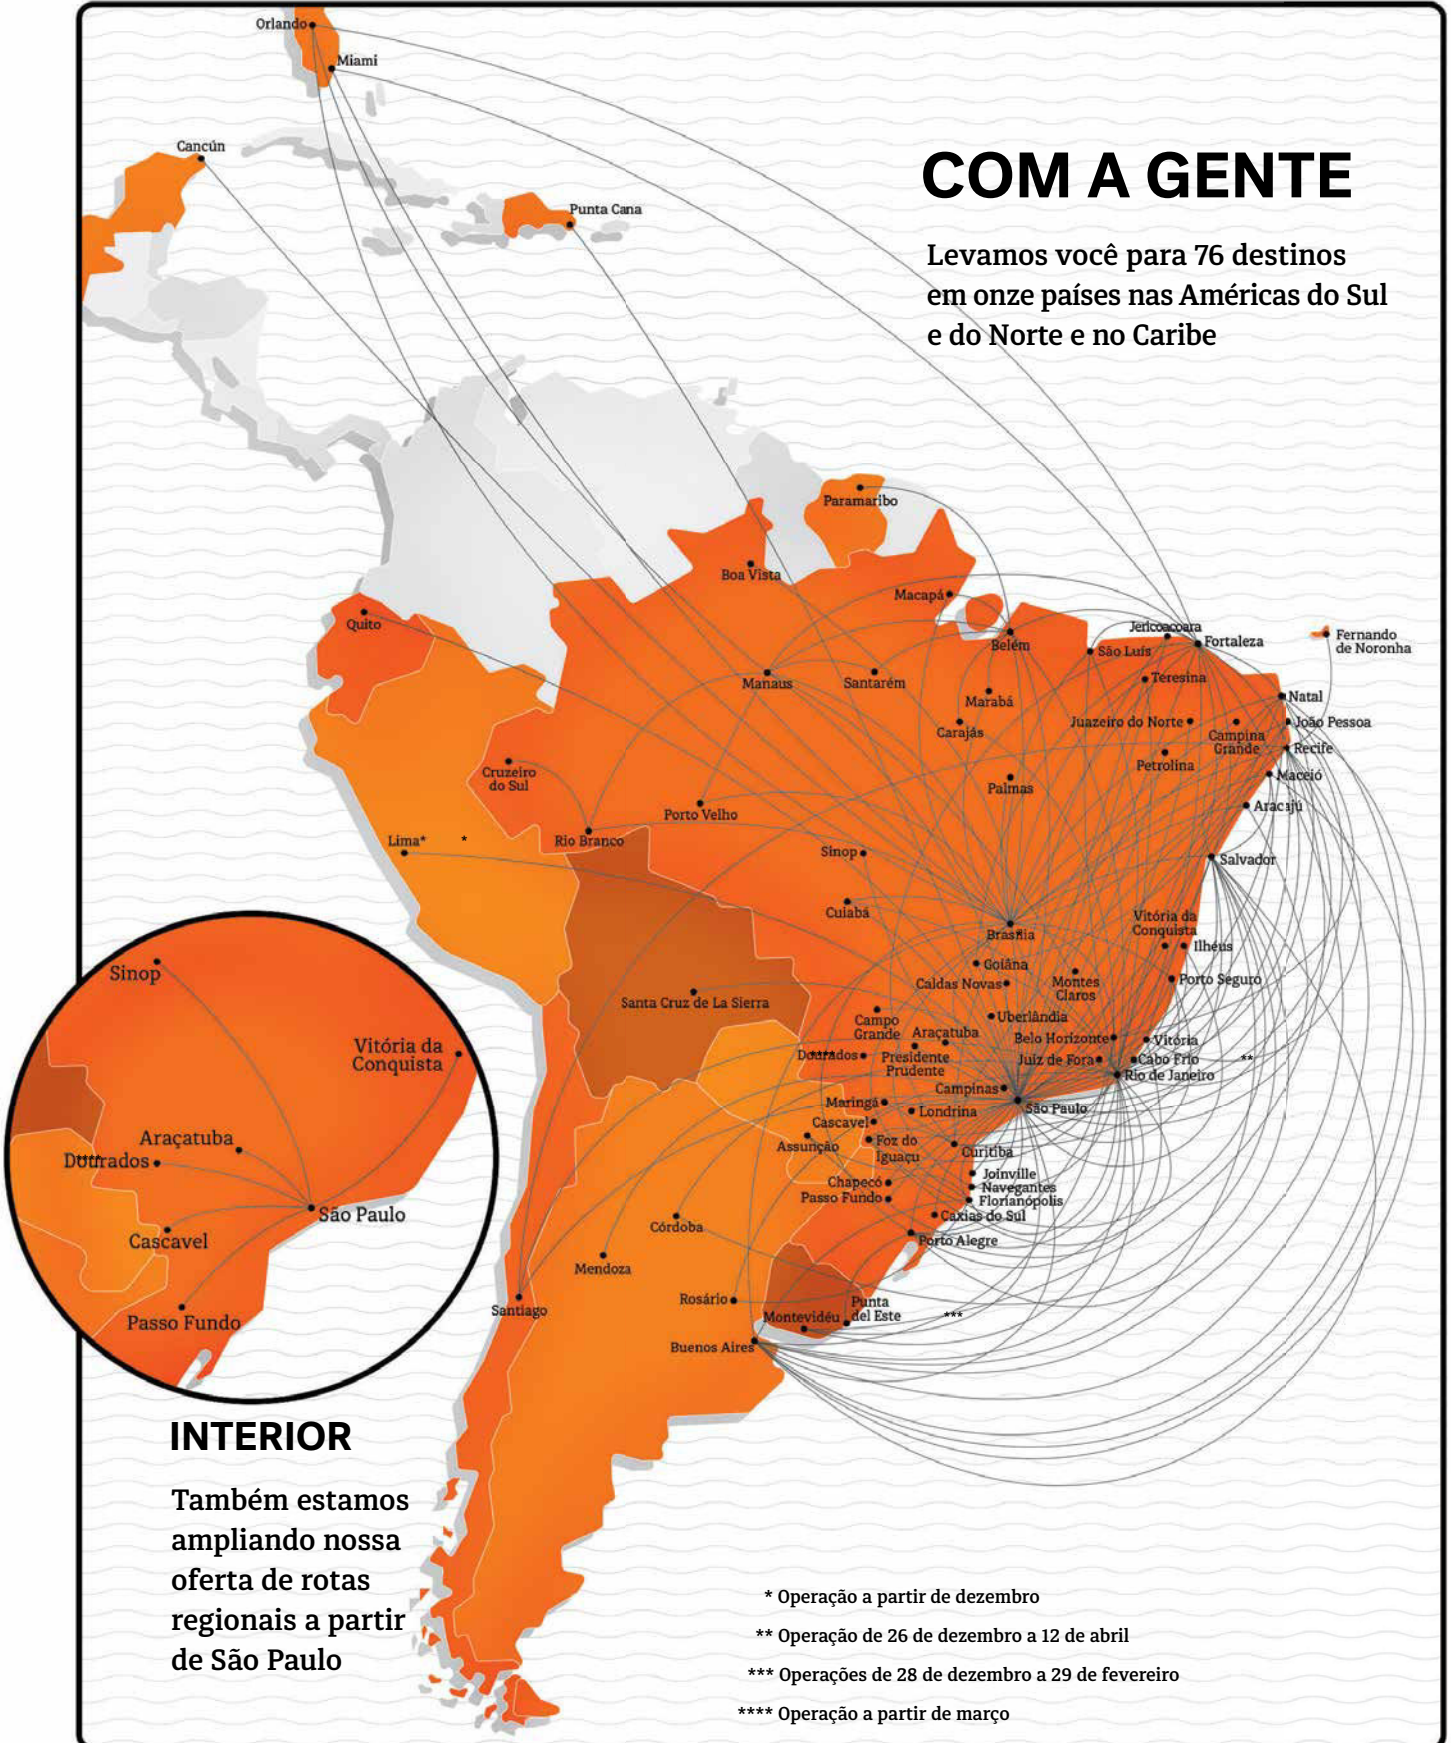 Orlando
Miami
Cancún
Punta Cana
COM A GENTE
Levamos você para 76 destinos
em onze países nas Américas do Sul
e do Norte e no Caribe
Paramaribo
Boa Vista
Macapá
Quito
Belém
Jericoacoara
São Luís
Fortaleza
Fernando
de Noronha
Manaus
Santarém
Teresina
Marabá
Natal
Carajás
Juazeiro do Norte
Campina
Grande
João Pessoa
Recife
Cruzeiro
do Sul
Petrolina
Maceió
Palmas
Porto Velho
Aracajú
Lima*
*
Rio Branco
Sinop
Salvador
Cuiabá
Brasília
Vitória da
Conquista
Ilhéus
Goiâna
Caldas Novas
Montes
Claros
Porto Seguro
Santa Cruz de La Sierra
Campo
Grande
Uberlândia
Araçatuba
Belo Horizonte
Vitória
Dourados
****
Presidente
Prudente
Juiz de Fora
Cabo Frio
**
Rio de Janeiro
Campinas
Maringá
Londrina
São Paulo
Cascavel
Assunção
Foz do
Iguaçu
Curitiba
Chapecó
Joinville
Navegantes
Passo Fundo
Florianópolis
Caxias do Sul
Córdoba
Porto Alegre
Mendoza
Rosário
Santiago
Montevidéu
Punta
del Este
***
Buenos Aires
Sinop
Vitória da
Conquista
Araçatuba
Dourados
****
São Paulo
Cascavel
Passo Fundo
INTERIOR
Também estamos
ampliando nossa
oferta de rotas
regionais a partir
de São Paulo
* Operação a partir de dezembro
** Operação de 26 de dezembro a 12 de abril
*** Operações de 28 de dezembro a 29 de fevereiro
**** Operação a partir de março